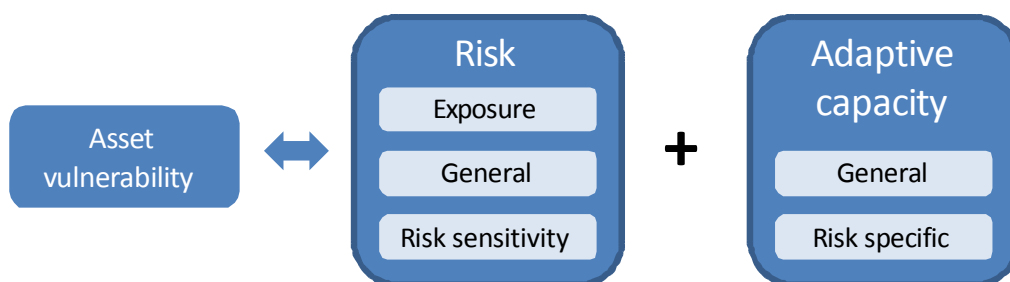 Asset
vulnerability
Risk
Exposure
General
Risk sensitivity
+
Adaptive
capacity
General
Risk specific